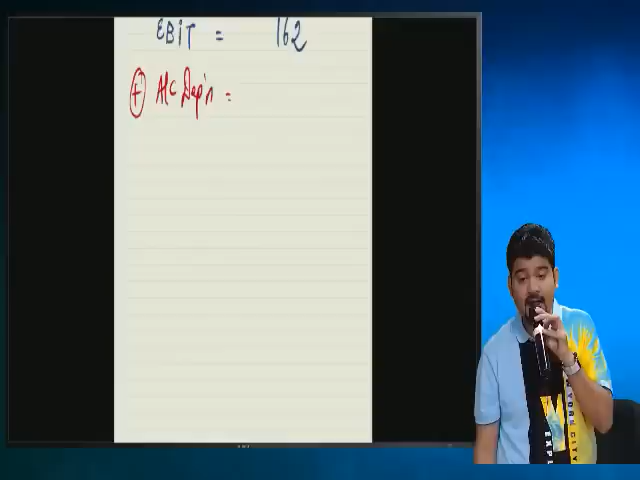 EBIT = 162
(+) A/c Dep'n =